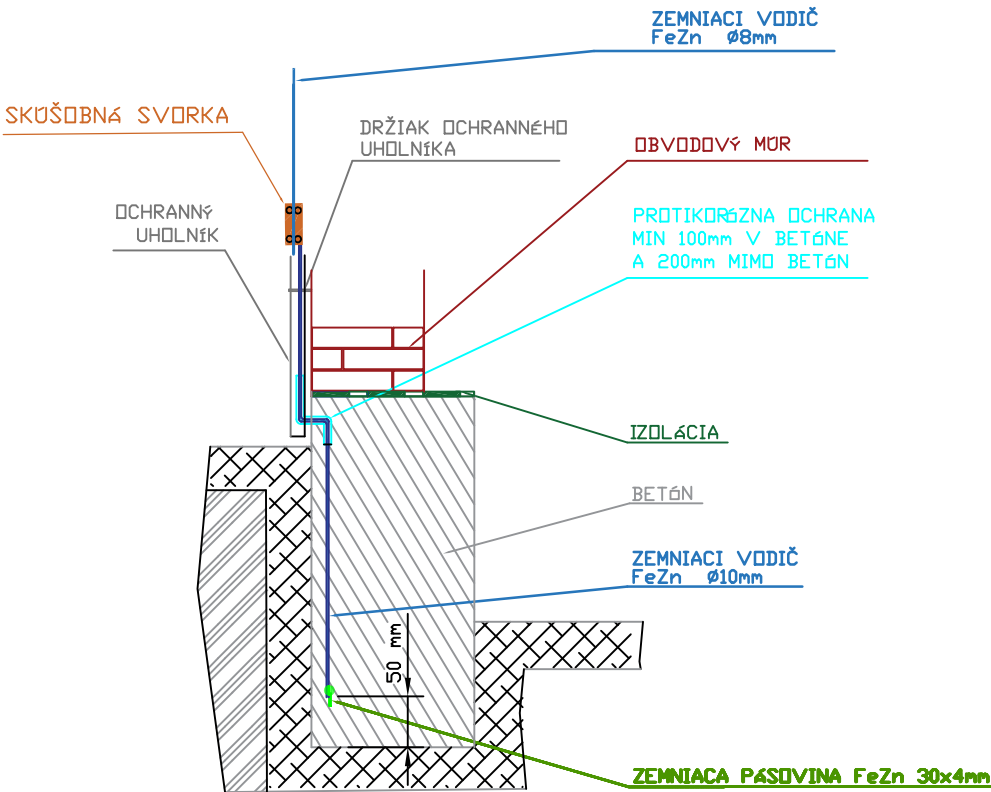 ZEMNIACI VODIČ
FeZn Ø8mm
SKÚŠOBNá SVORKA
DRŽIAK OCHRANNÉHO
UHOLNÍKA
OBVODOVÝ MÚR
OCHRANNÝ
UHOLNÍK
PROTIKORóZNA OCHRANA
MIN 100mm V BETóNE
A 200mm MIMO BETóN
IZOLáCIA
BETóN
ZEMNIACI VODIČ
FeZn Ø10mm
50 mm
ZEMNIACA PáSOVINA FeZn 30x4mm